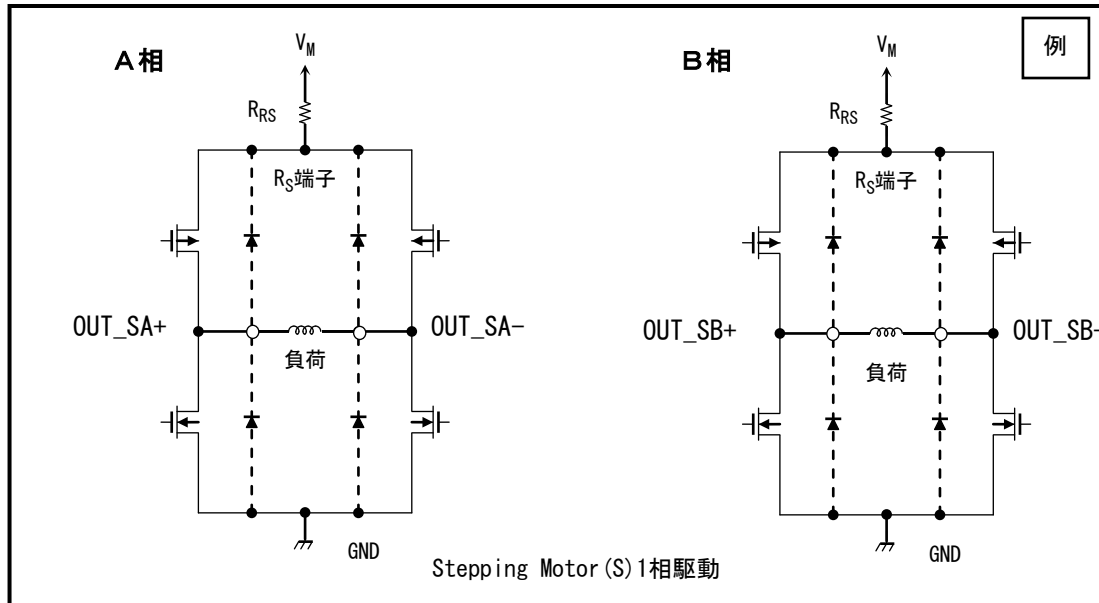 例
A相
V_M
R_RS
R_S端子
OUT_SA+
OUT_SA-
負荷
GND
B相
V_M
R_RS
R_S端子
OUT_SB+
OUT_SB-
負荷
GND
Stepping Motor(S)1相駆動